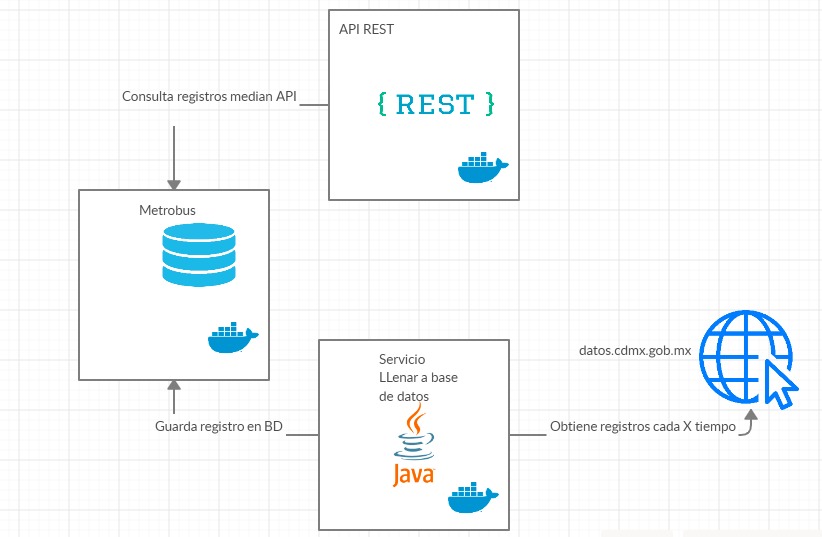 API REST
{ REST }
Consulta registros median API
Metrobus
Servicio
LLenar a base
de datos
Java
datos.cdmx.gob.mx
Guarda registro en BD
Obtiene registros cada X tiempo